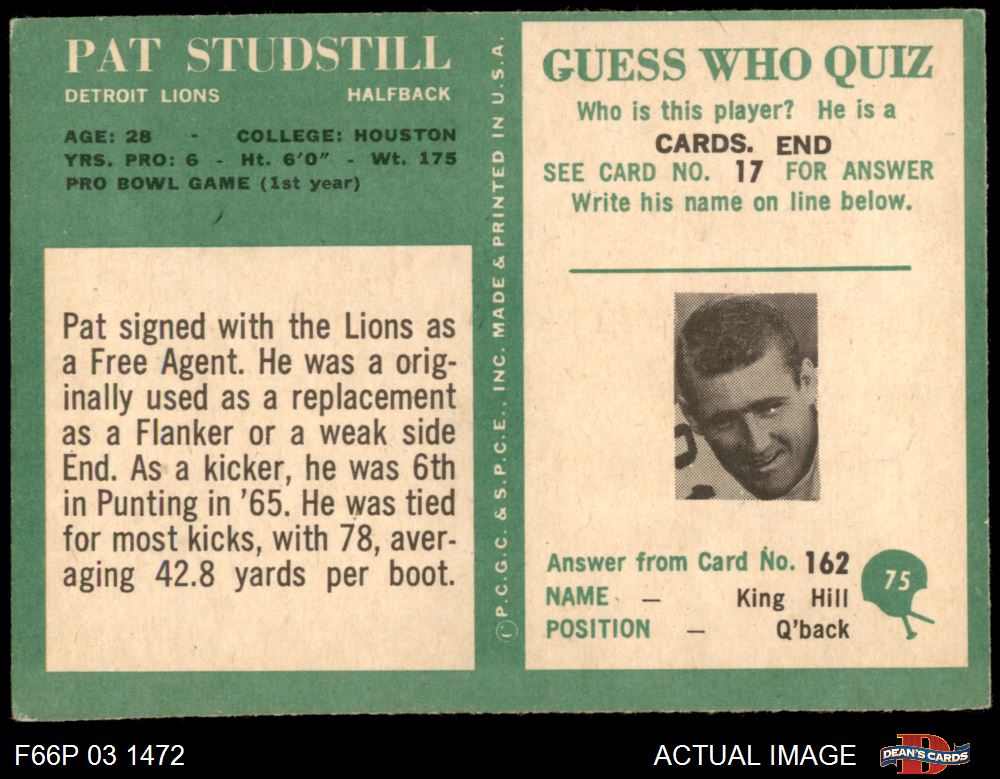 PAT STUDSTILL
DETROIT LIONS HALFBACK
AGE: 28 - COLLEGE: HOUSTON
YRS. PRO: 6 - Ht. 6'0" - Wt. 175
PRO BOWL GAME (1st year)
Pat signed with the Lions as
a Free Agent. He was a orig-
inally used as a replacement
as a Flanker or a weak side
End. As a kicker, he was 6th
in Punting in '65. He was tied
for most kicks, with 78, aver-
aging 42.8 yards per boot.
©P.C.G.C. & S.P.C.E., INC. MADE & PRINTED IN U.S.A.
GUESS WHO QUIZ
Who is this player? He is a
CARDS. END
SEE CARD NO. 17 FOR ANSWER
Write his name on line below.
Answer from Card No. 162
NAME — King Hill
POSITION — Q'back
75
F66P 03 1472
ACTUAL IMAGE
DEAN'S CARDS